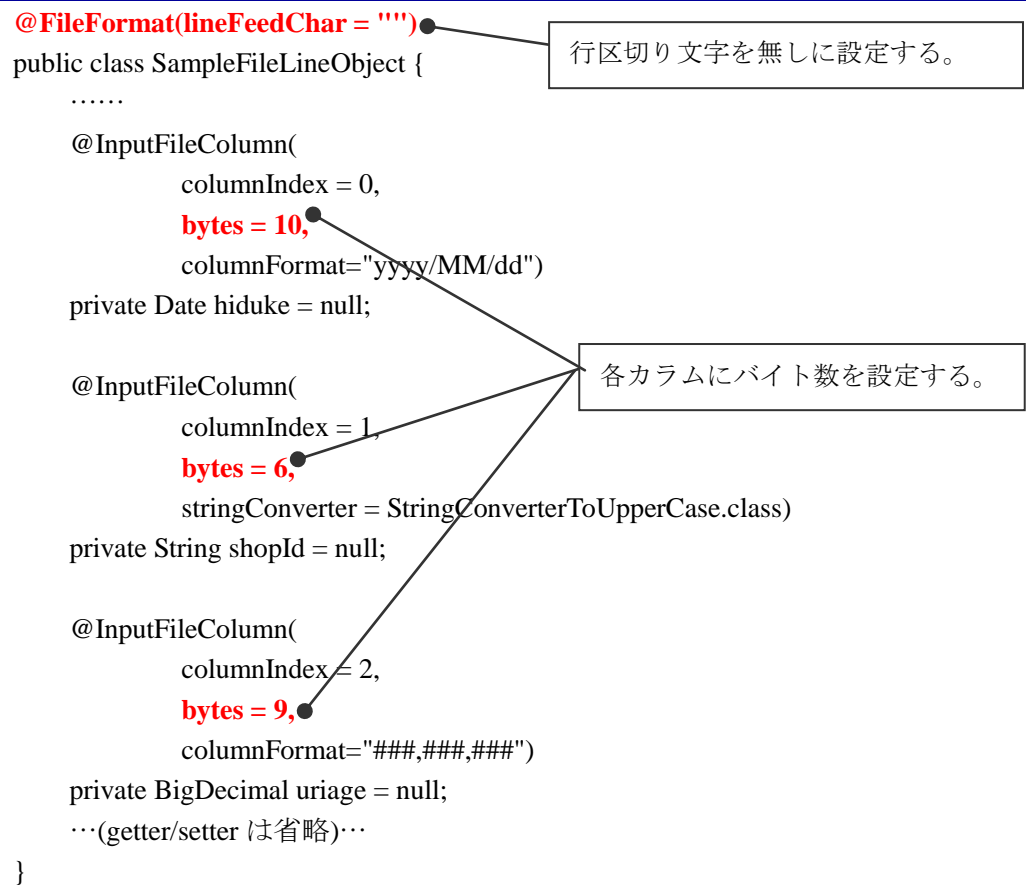 @FileFormat(lineFeedChar = "")
行区切り文字を無しに設定する。
public class SampleFileLineObject {
……
@InputFileColumn(
columnIndex = 0,
bytes = 10,
columnFormat="yyyy/MM/dd")
private Date hiduke = null;
各カラムにバイト数を設定する。
@InputFileColumn(
columnIndex = 1,
bytes = 6,
stringConverter = StringConverterToUpperCase.class)
private String shopId = null;
@InputFileColumn(
columnIndex = 2,
bytes = 9,
columnFormat="###,###,###")
private BigDecimal uriage = null;
…(getter/setter は省略)…
}